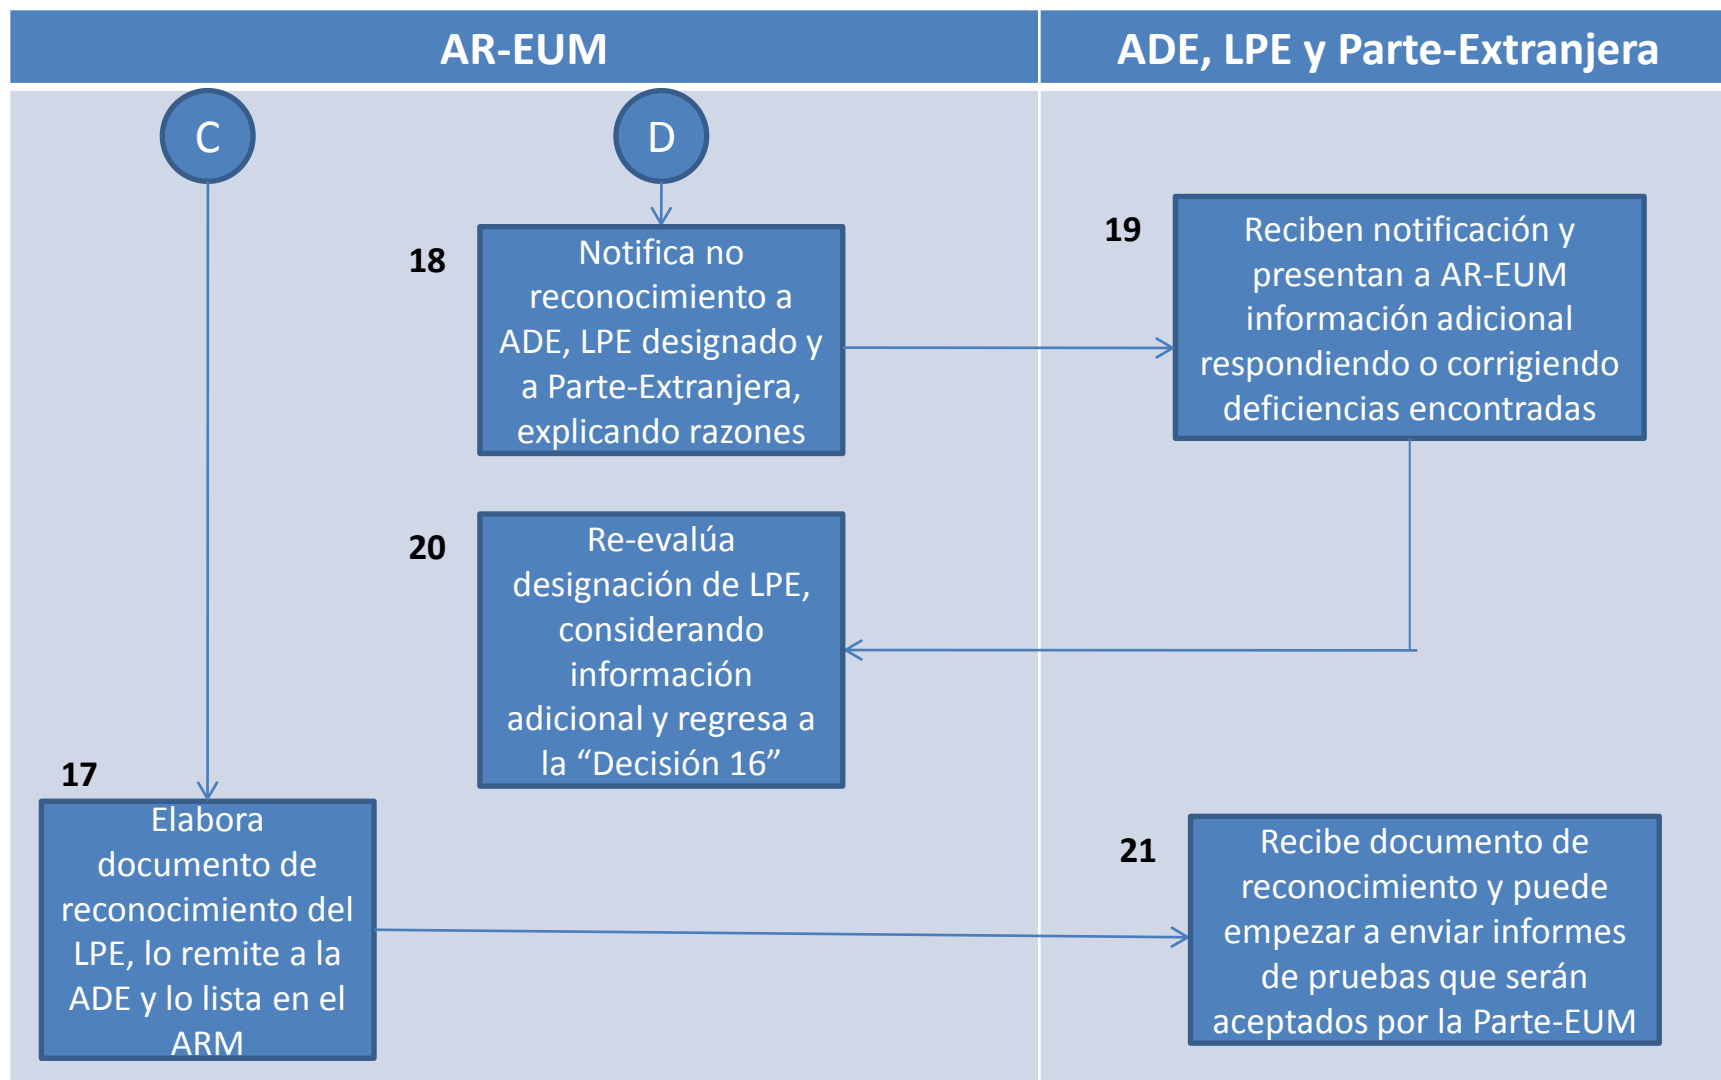 AR-EUM
ADE, LPE y Parte-Extranjera
C
D
18
Notifica no
reconocimiento a
ADE, LPE designado y
a Parte-Extranjera,
explicando razones
19
Reciben notificación y
presentan a AR-EUM
información adicional
respondiendo o corrigiendo
deficiencias encontradas
20
Re-evalúa
designación de LPE,
considerando
información
adicional y regresa a
la “Decisión 16”
17
Elabora
documento de
reconocimiento del
LPE, lo remite a la
ADE y lo lista en el
ARM
21
Recibe documento de
reconocimiento y puede
empezar a enviar informes
de pruebas que serán
aceptados por la Parte-EUM